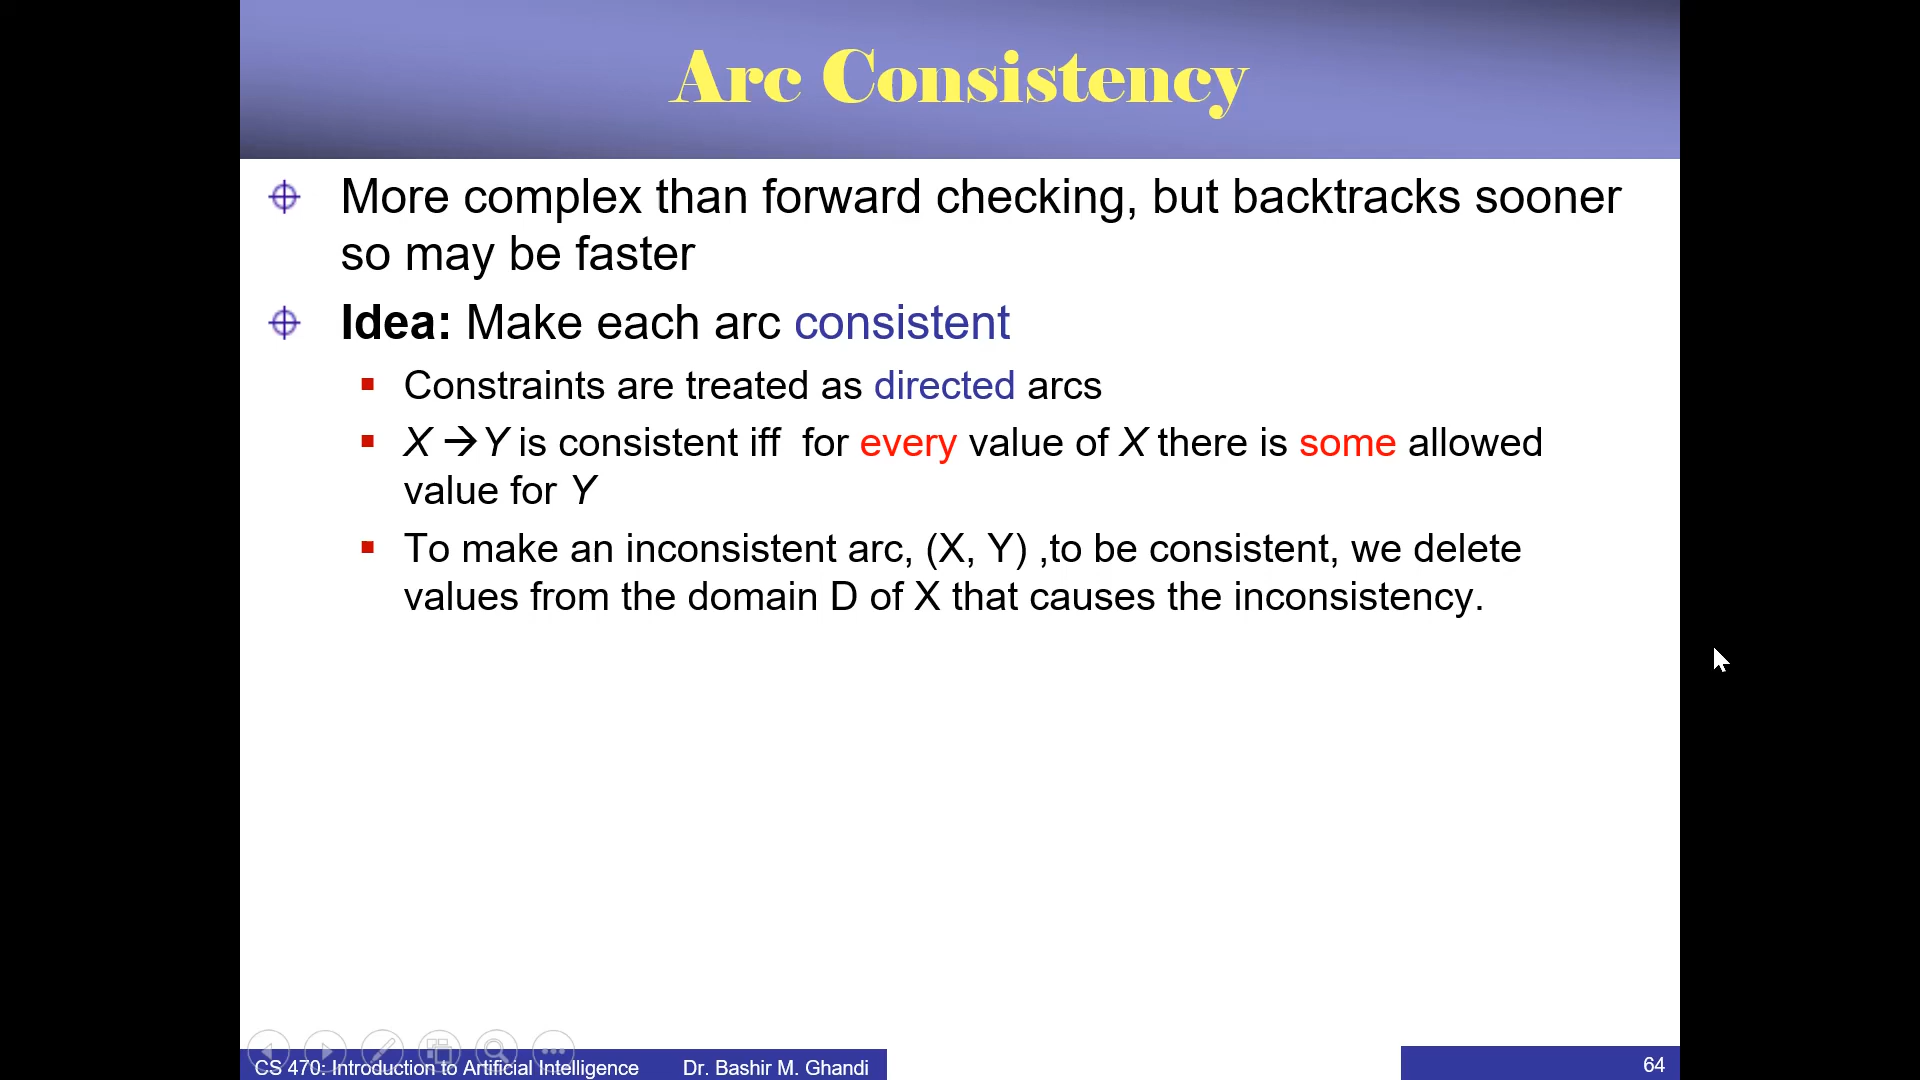 Arc Consistency
More complex than forward checking, but backtracks sooner
so may be faster
Idea: Make each arc consistent
Constraints are treated as directed arcs
X → Y is consistent iff for every value of X there is some allowed
value for Y
To make an inconsistent arc, (X, Y) ,to be consistent, we delete
values from the domain D of X that causes the inconsistency.
CS 470: Introduction to Artificial Intelligence Dr. Bashir M. Ghandi
64